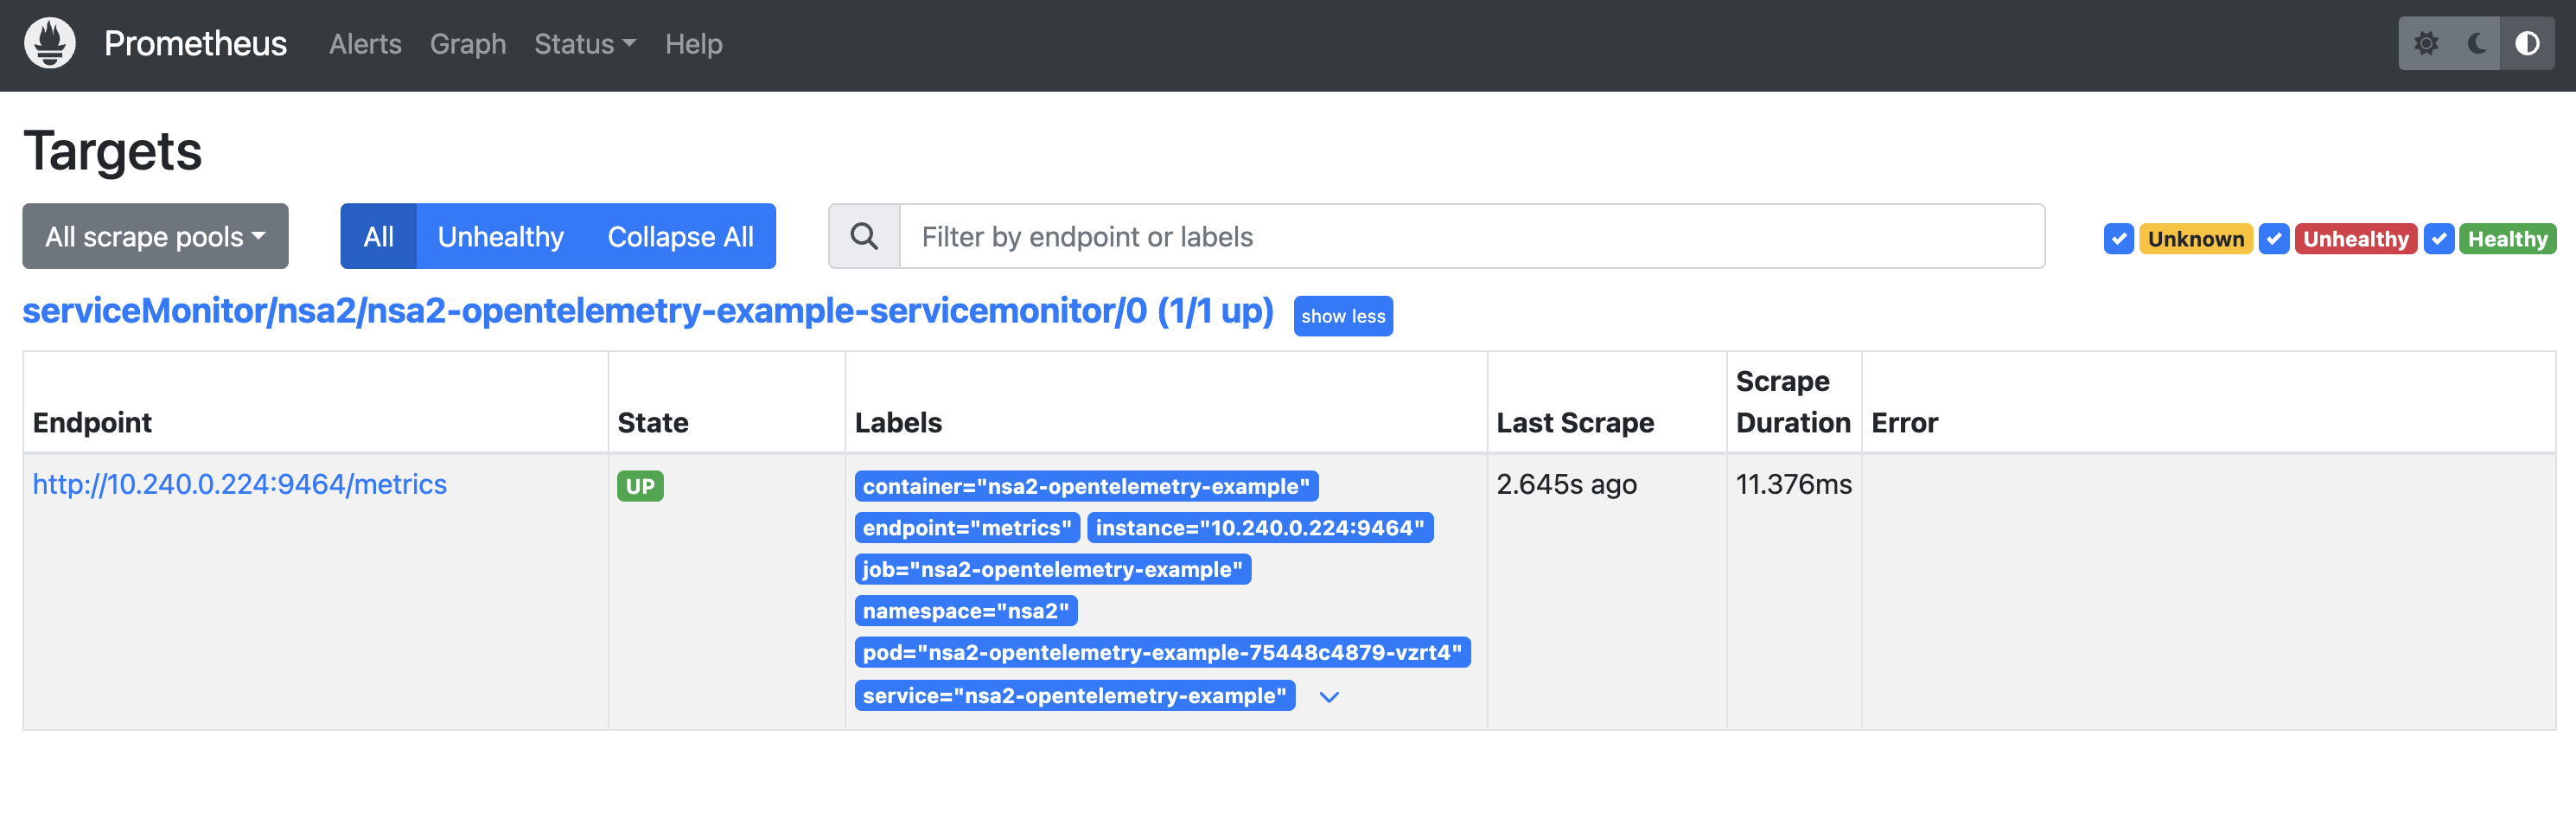 Prometheus Alerts Graph Status Help
Targets
All scrape pools All Unhealthy Collapse All Filter by endpoint or labels Unknown Unhealthy Healthy
serviceMonitor/nsa2/nsa2-opentelemetry-example-servicemonitor/0 (1/1 up) show less
Endpoint State Labels Last Scrape Scrape Duration Error
http://10.240.0.224:9464/metrics UP container="nsa2-opentelemetry-example" 2.645s ago 11.376ms
endpoint="metrics" instance="10.240.0.224:9464"
job="nsa2-opentelemetry-example"
namespace="nsa2"
pod="nsa2-opentelemetry-example-75448c4879-vzrt4"
service="nsa2-opentelemetry-example"